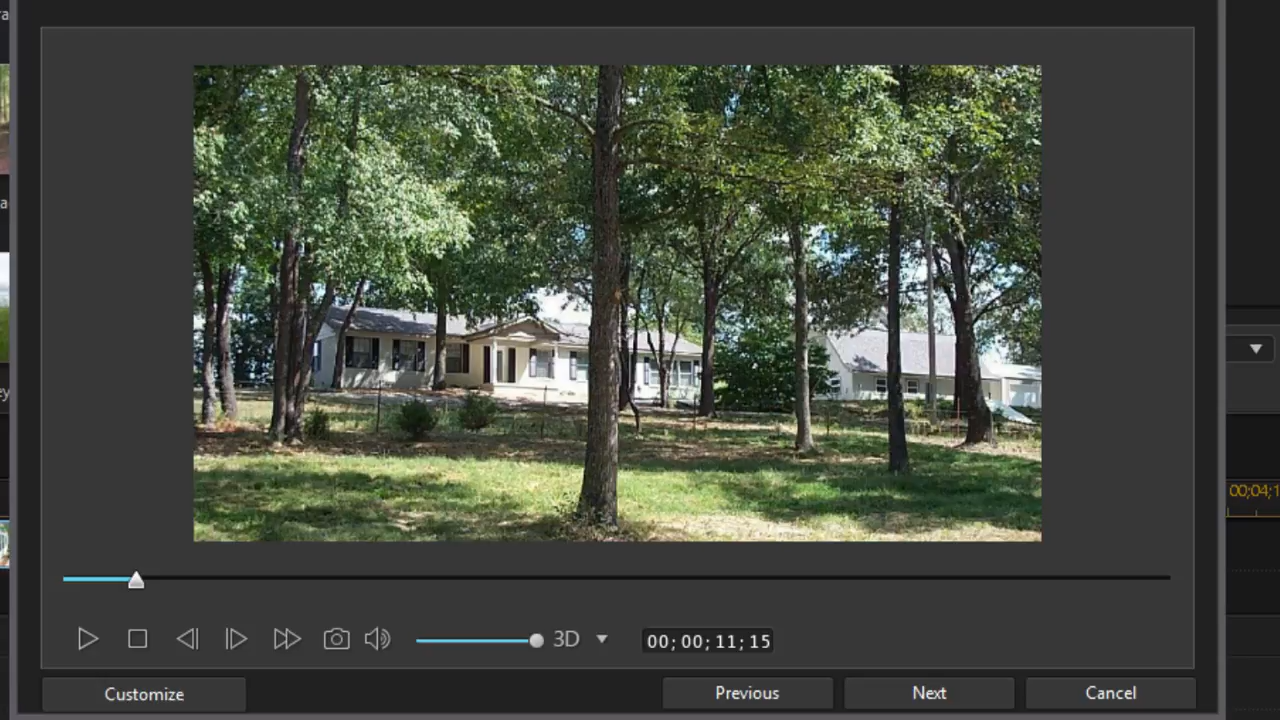 3D
00; 00; 11; 15
00;04;1
Customize
Previous
Next
Cancel